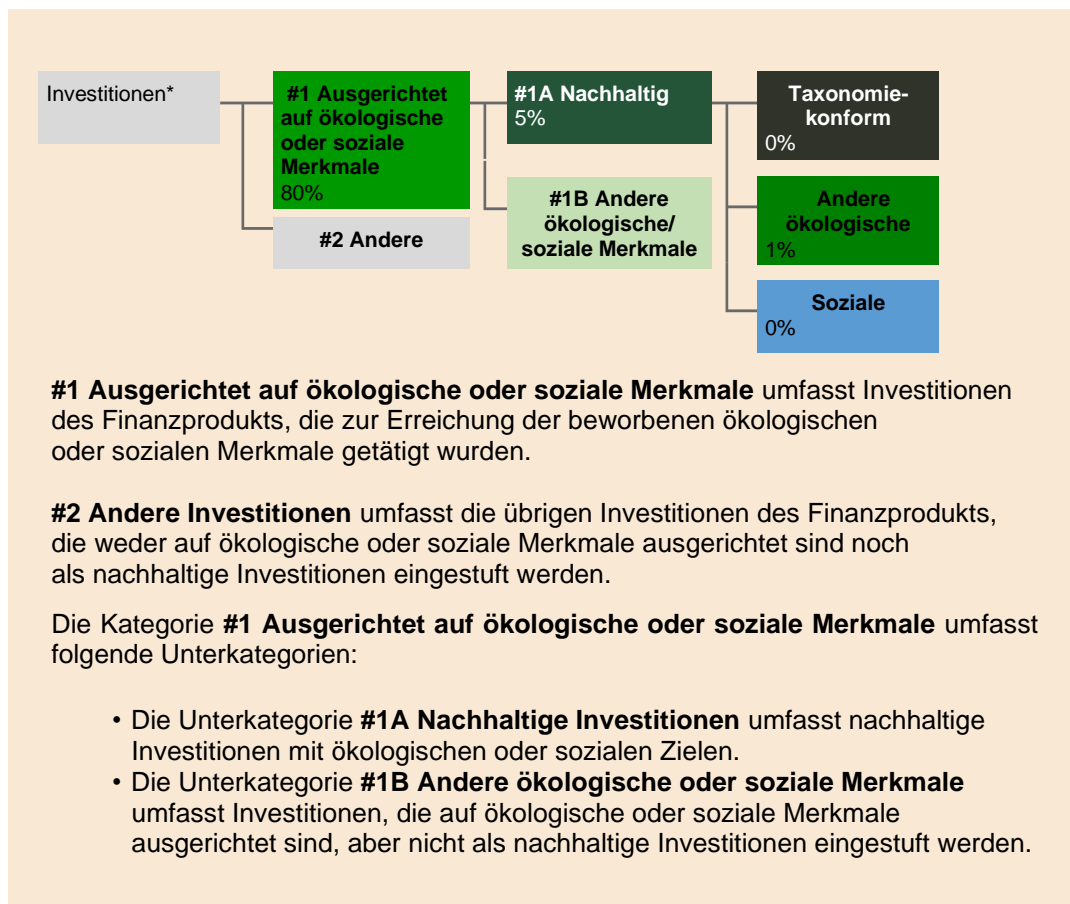 Investitionen*
#1 Ausgerichtet
auf ökologische
oder soziale
Merkmale
80%
#2 Andere
#1A Nachhaltig
5%
#1B Andere
ökologische/
soziale Merkmale
Taxonomie-
konform
0%
Andere
ökologische
1%
Soziale
0%
#1 Ausgerichtet auf ökologische oder soziale Merkmale umfasst Investitionen
des Finanzprodukts, die zur Erreichung der beworbenen ökologischen
oder sozialen Merkmale getätigt wurden.
#2 Andere Investitionen umfasst die übrigen Investitionen des Finanzprodukts,
die weder auf ökologische oder soziale Merkmale ausgerichtet sind noch
als nachhaltige Investitionen eingestuft werden.
Die Kategorie #1 Ausgerichtet auf ökologische oder soziale Merkmale umfasst
folgende Unterkategorien:
• Die Unterkategorie #1A Nachhaltige Investitionen umfasst nachhaltige
Investitionen mit ökologischen oder sozialen Zielen.
• Die Unterkategorie #1B Andere ökologische oder soziale Merkmale
umfasst Investitionen, die auf ökologische oder soziale Merkmale
ausgerichtet sind, aber nicht als nachhaltige Investitionen eingestuft werden.